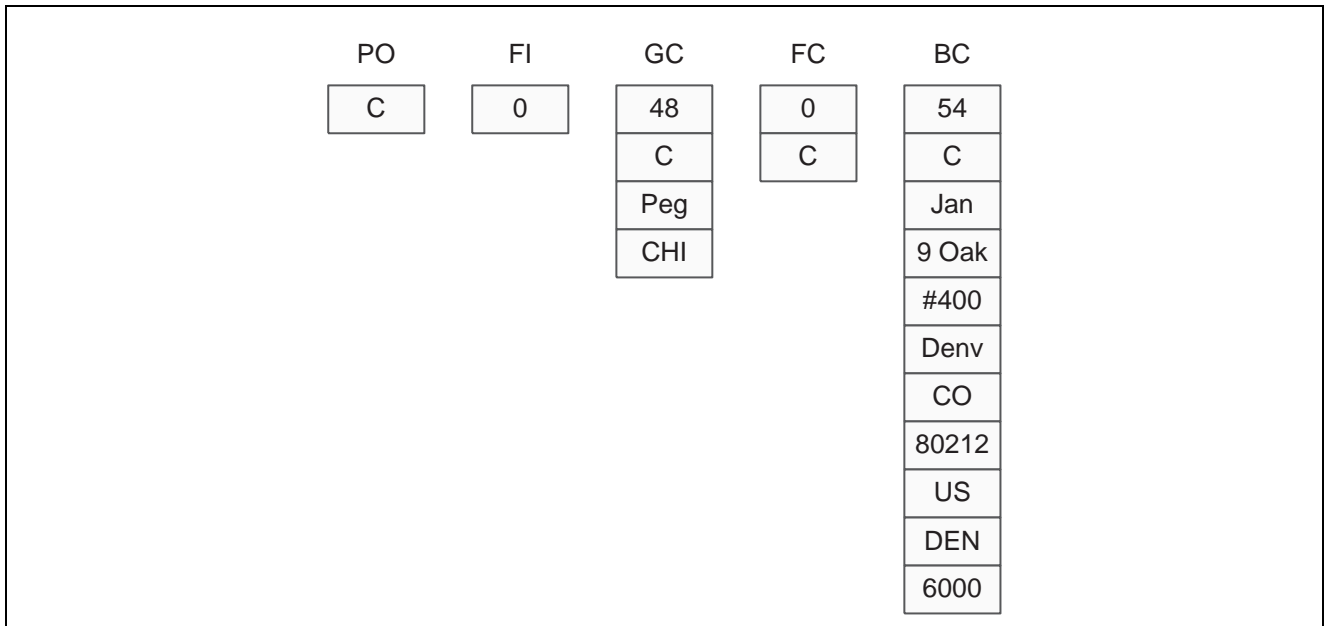 PO FI GC FC BC
C 0 48 0 54
C C C
Peg Jan
CHI 9 Oak
#400
Denv
CO
80212
US
DEN
6000